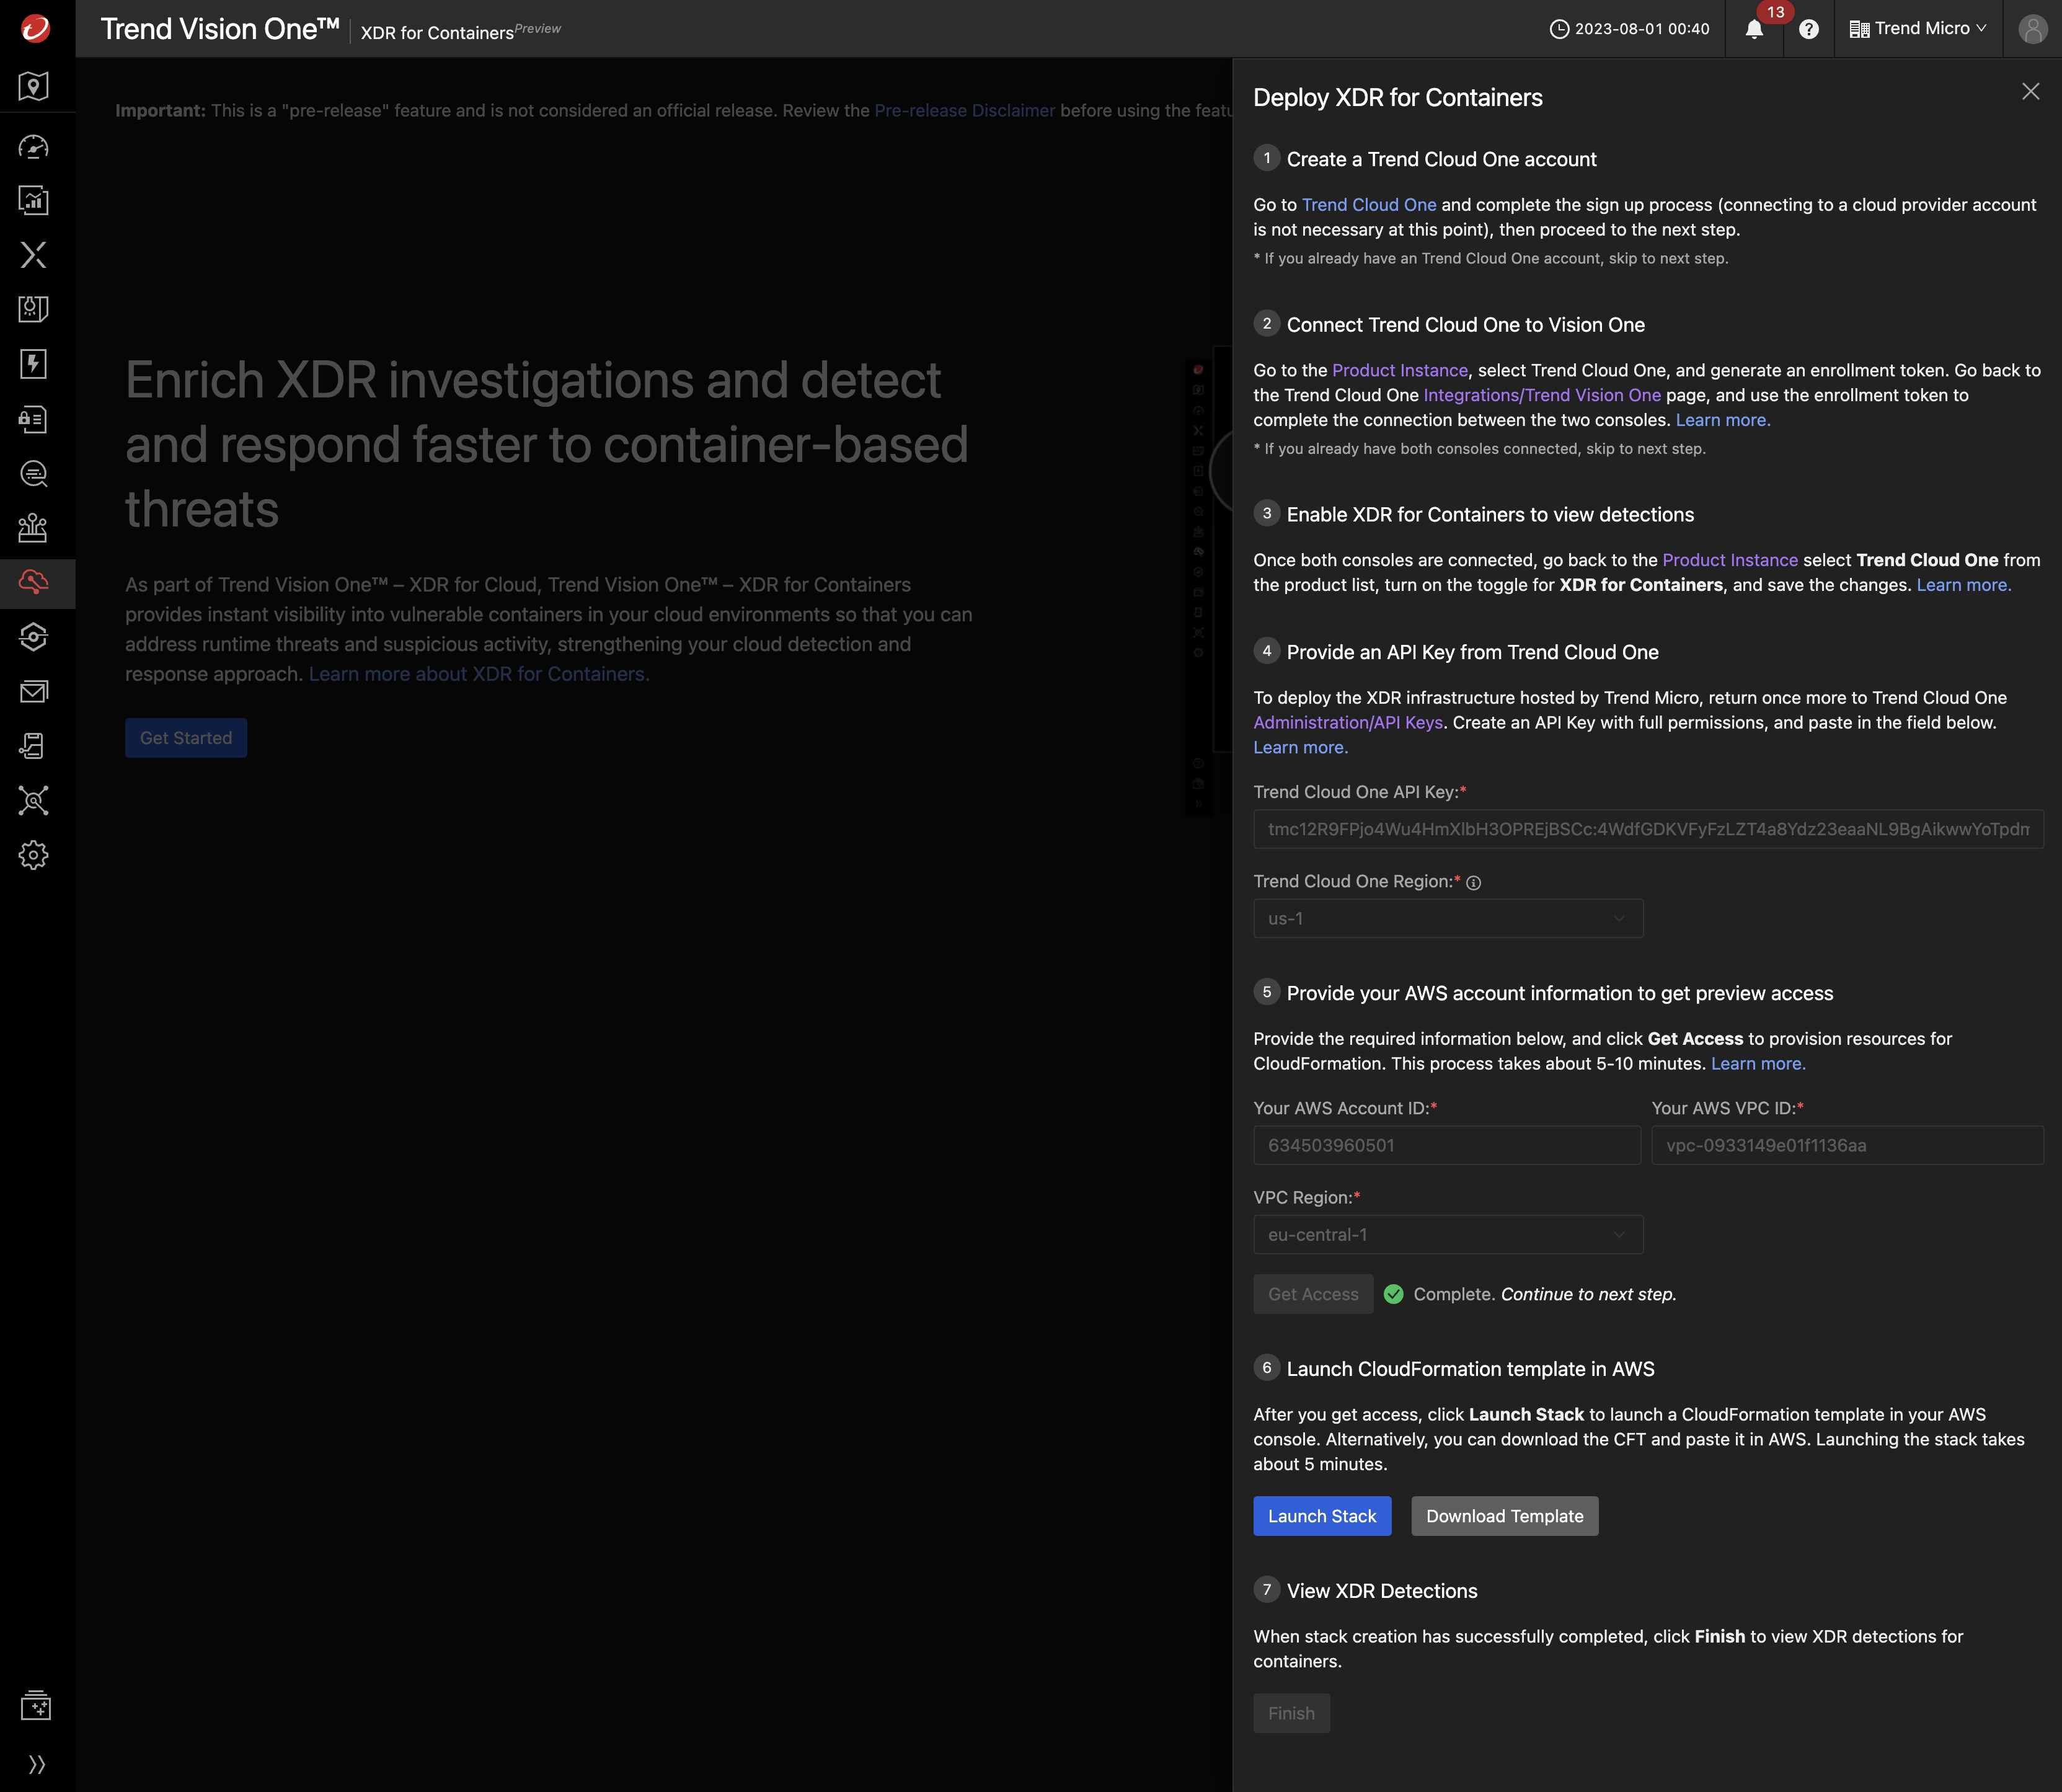 Trend Vision One™ XDR for Containers Preview
2023-08-01 00:40
13
Trend Micro
Important: This is a "pre-release" feature and is not considered an official release. Review the Pre-release Disclaimer before using the featu
Enrich XDR investigations and detect
and respond faster to container-based
threats
As part of Trend Vision One™ – XDR for Cloud, Trend Vision One™ – XDR for Containers
provides instant visibility into vulnerable containers in your cloud environments so that you can
address runtime threats and suspicious activity, strengthening your cloud detection and
response approach. Learn more about XDR for Containers.
Get Started
Deploy XDR for Containers
1 Create a Trend Cloud One account
Go to Trend Cloud One and complete the sign up process (connecting to a cloud provider account
is not necessary at this point), then proceed to the next step.
* If you already have an Trend Cloud One account, skip to next step.
2 Connect Trend Cloud One to Vision One
Go to the Product Instance, select Trend Cloud One, and generate an enrollment token. Go back to
the Trend Cloud One Integrations/Trend Vision One page, and use the enrollment token to
complete the connection between the two consoles. Learn more.
* If you already have both consoles connected, skip to next step.
3 Enable XDR for Containers to view detections
Once both consoles are connected, go back to the Product Instance select Trend Cloud One from
the product list, turn on the toggle for XDR for Containers, and save the changes. Learn more.
4 Provide an API Key from Trend Cloud One
To deploy the XDR infrastructure hosted by Trend Micro, return once more to Trend Cloud One
Administration/API Keys. Create an API Key with full permissions, and paste in the field below.
Learn more.
Trend Cloud One API Key:*
tmc12R9FPjo4Wu4HmXlbH3OPREjBSCc:4WdfGDKVFyFzLZT4a8Ydz23eaaNL9BgAikwwYoTpdm
Trend Cloud One Region:*
us-1
5 Provide your AWS account information to get preview access
Provide the required information below, and click Get Access to provision resources for
CloudFormation. This process takes about 5-10 minutes. Learn more.
Your AWS Account ID:* Your AWS VPC ID:*
634503960501 vpc-0933149e01f1136aa
VPC Region:*
eu-central-1
Get Access Complete. Continue to next step.
6 Launch CloudFormation template in AWS
After you get access, click Launch Stack to launch a CloudFormation template in your AWS
console. Alternatively, you can download the CFT and paste it in AWS. Launching the stack takes
about 5 minutes.
Launch Stack Download Template
7 View XDR Detections
When stack creation has successfully completed, click Finish to view XDR detections for
containers.
Finish